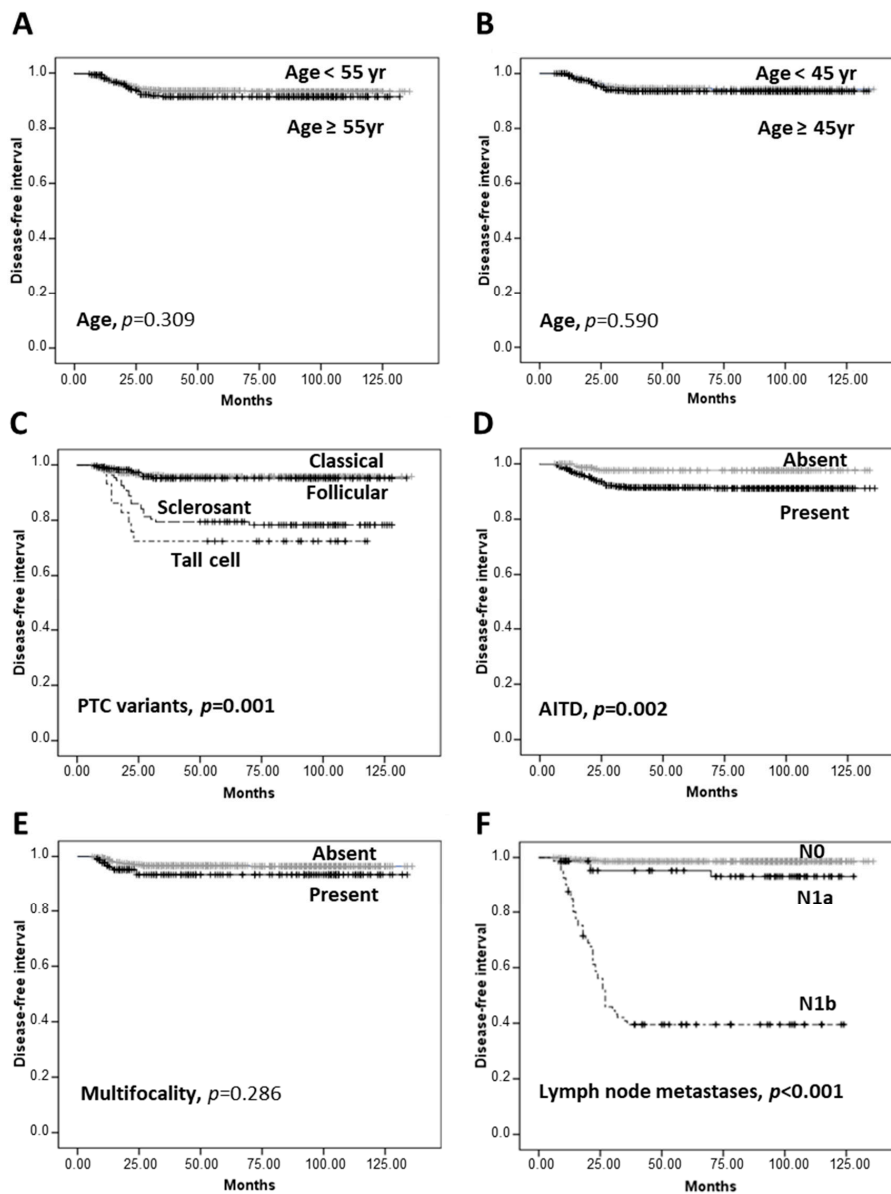 A
Disease-free interval
1.0
0.8
0.6
0.4
0.2
0.0
Age < 55 yr
Age ≥ 55yr
Age, p=0.309
0.00 25.00 50.00 75.00 100.00 125.00
Months
B
Diseaase-free interval
1.0
0.8
0.6
0.4
0.2
0.0
Age < 45 yr
Age ≥ 45yr
Age, p=0.590
0.00 25.00 50.00 75.00 100.00 125.00
Months
C
Disease-free interval
1.0
0.8
0.6
0.4
0.2
0.0
Classical
Follicular
Sclerosant
Tall cell
PTC variants, p=0.001
0.00 25.00 50.00 75.00 100.00 125.00
Months
D
Disease-free interval
1.0
0.8
0.6
0.4
0.2
0.0
Absent
Present
AITD, p=0.002
0.00 25.00 50.00 75.00 100.00 125.00
Months
E
Disease-free interval
1.0
0.8
0.6
0.4
0.2
0.0
Absent
Present
Multifocality, p=0.286
0.00 25.00 50.00 75.00 100.00 125.00
Months
F
Disease-free interval
1.0
0.8
0.6
0.4
0.2
0.0
N0
N1a
N1b
Lymph node metastases, p<0.001
0.00 25.00 50.00 75.00 100.00 125.00
Months